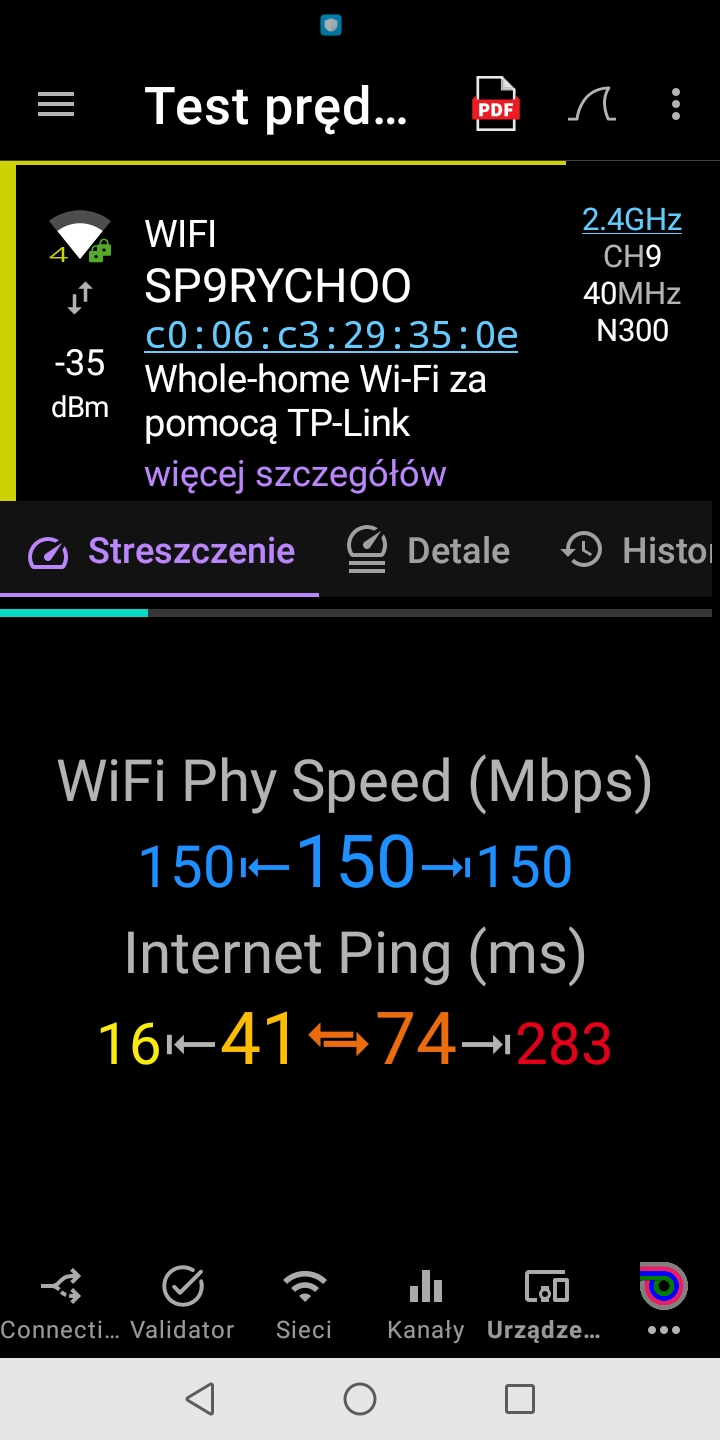 Test pręd…
PDF
WIFI
SP9RYCHOO
c0:06:c3:29:35:0e
Whole-home Wi-Fi za
pomocą TP-Link
więcej szczegółów
4
-35
dBm
2.4GHz
CH9
40MHz
N300
Streszczenie
Detale
Histo
WiFi Phy Speed (Mbps)
150 150 150
Internet Ping (ms)
16 41 74 283
Connecti… Validator Sieci Kanały Urządze…